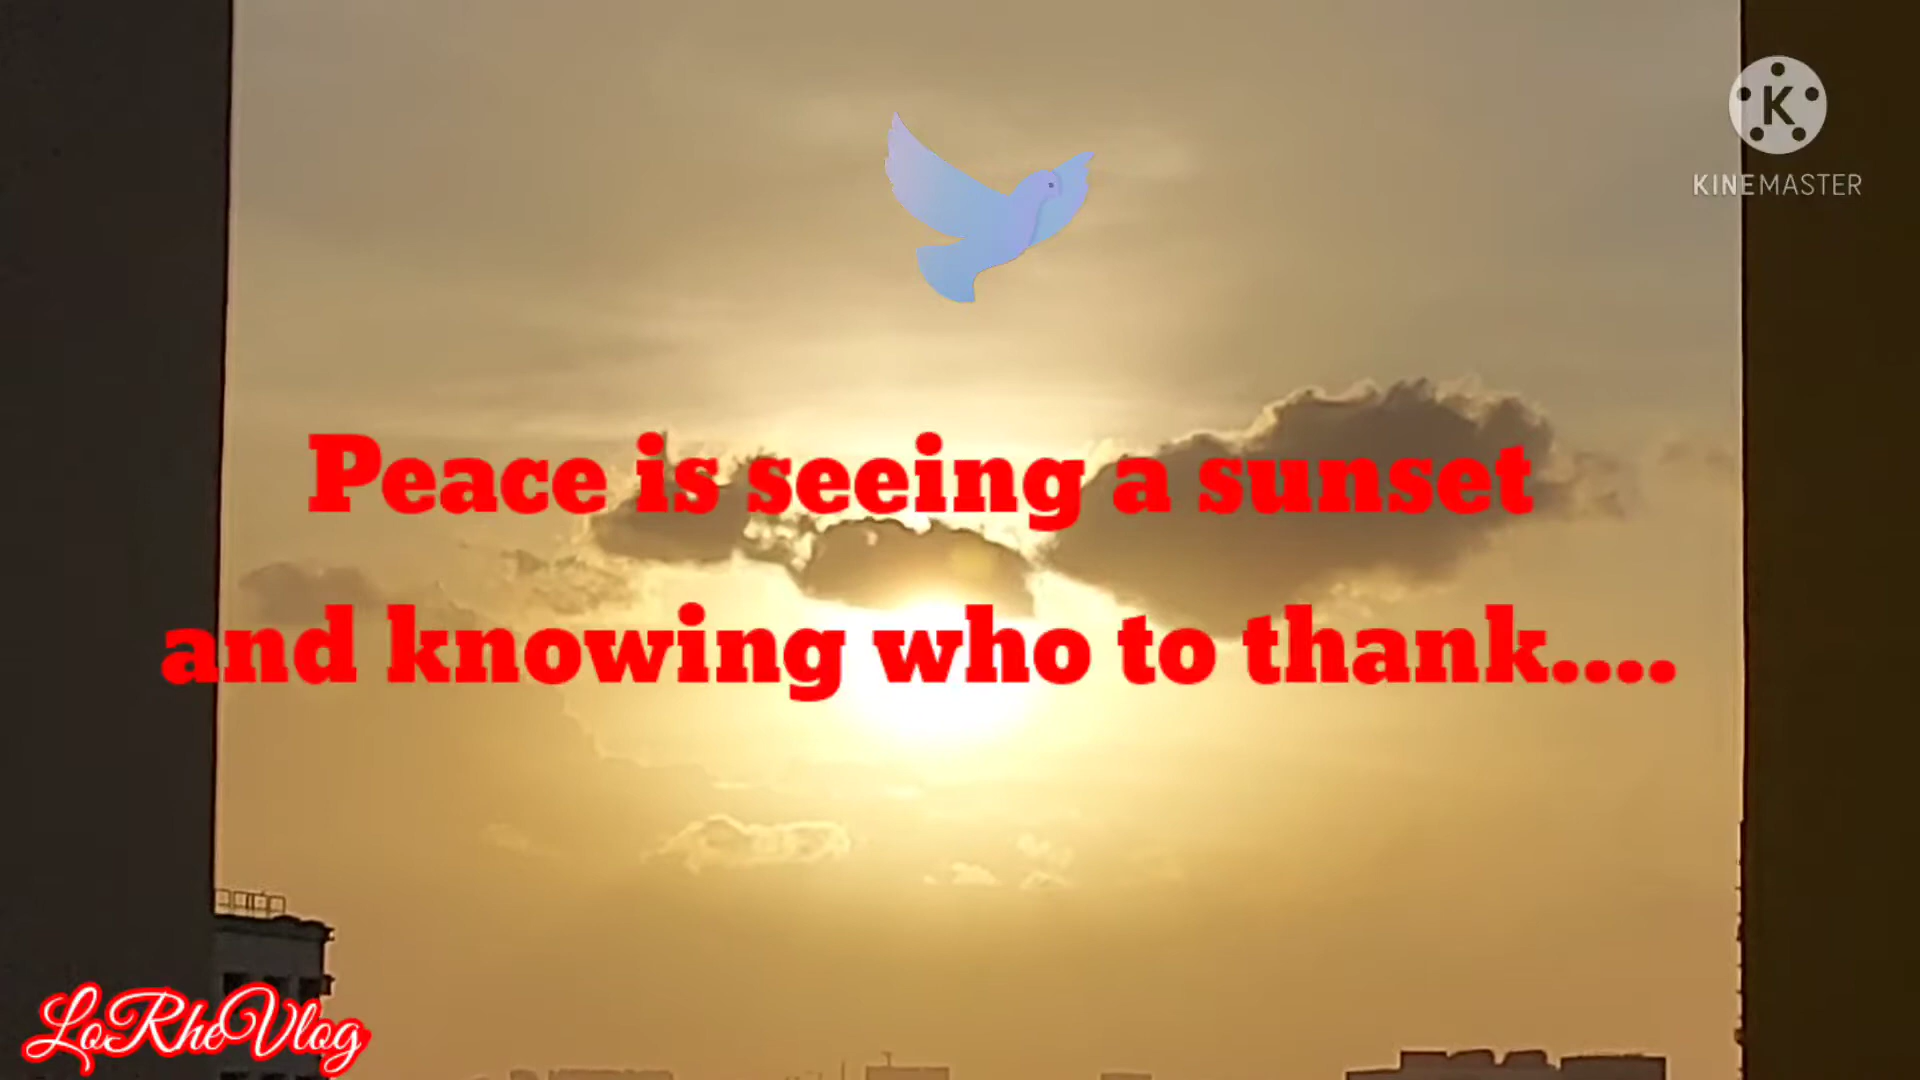 K
KINEMASTER
Peace is seeing a sunset
and knowing who to thank....
LoRheVlog